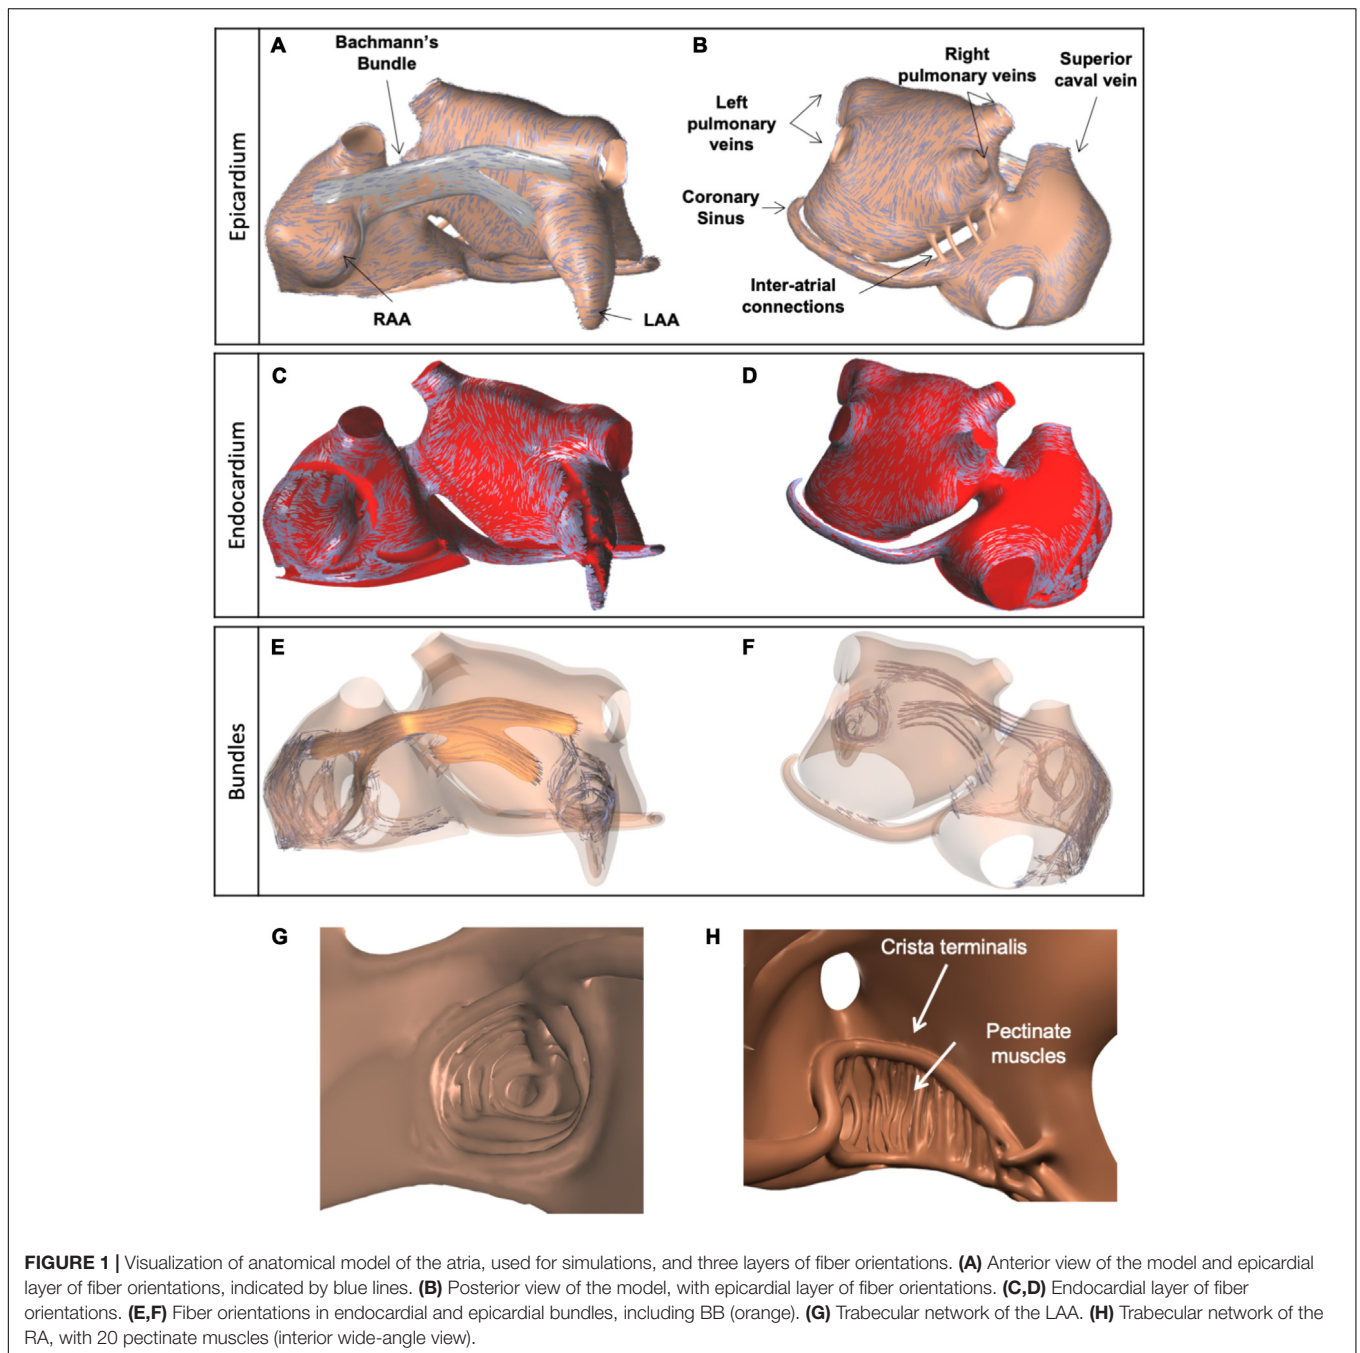 A
Bachmann's
Bundle
RAA
LAA
B
Left
pulmonary
veins
Right
pulmonary veins
Superior
caval vein
Coronary
Sinus
Inter-atrial
connections
Epicardium
C
D
Endocardium
E
F
Bundles
G
H
Crista terminalis
Pectinate
muscles
FIGURE 1 | Visualization of anatomical model of the atria, used for simulations, and three layers of fiber orientations. (A) Anterior view of the model and epicardial
layer of fiber orientations, indicated by blue lines. (B) Posterior view of the model, with epicardial layer of fiber orientations. (C,D) Endocardial layer of fiber
orientations. (E,F) Fiber orientations in endocardial and epicardial bundles, including BB (orange). (G) Trabecular network of the LAA. (H) Trabecular network of the
RA, with 20 pectinate muscles (interior wide-angle view).